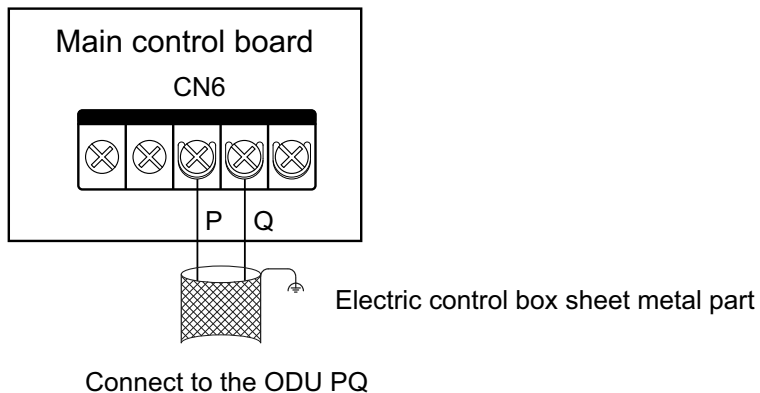 Main control board
CN6
P Q
Electric control box sheet metal part
Connect to the ODU PQ